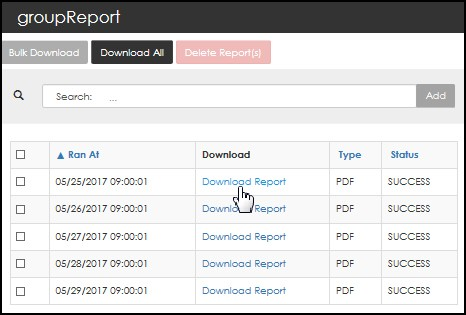 groupReport
Bulk Download Download All Delete Report(s)
Search: ... Add
▲ Ran At Download Type Status
05/25/2017 09:00:01 Download Report PDF SUCCESS
05/26/2017 09:00:01 Download Report PDF SUCCESS
05/27/2017 09:00:01 Download Report PDF SUCCESS
05/28/2017 09:00:01 Download Report PDF SUCCESS
05/29/2017 09:00:01 Download Report PDF SUCCESS